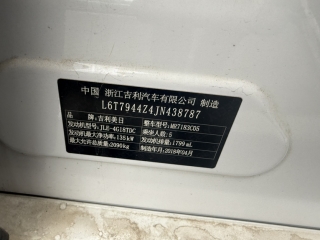 中国 浙江吉利汽车有限公司 制造
L6T7944Z4JN438787
品牌:吉利美日 整车型号:MR7183C05
发动机型号:JLE-4G18TDC 乘坐人数:5
发动机最大净功率:135kW 发动机排量:1799mL
最大允许总质量:2090kg 制造年月:2018年04月